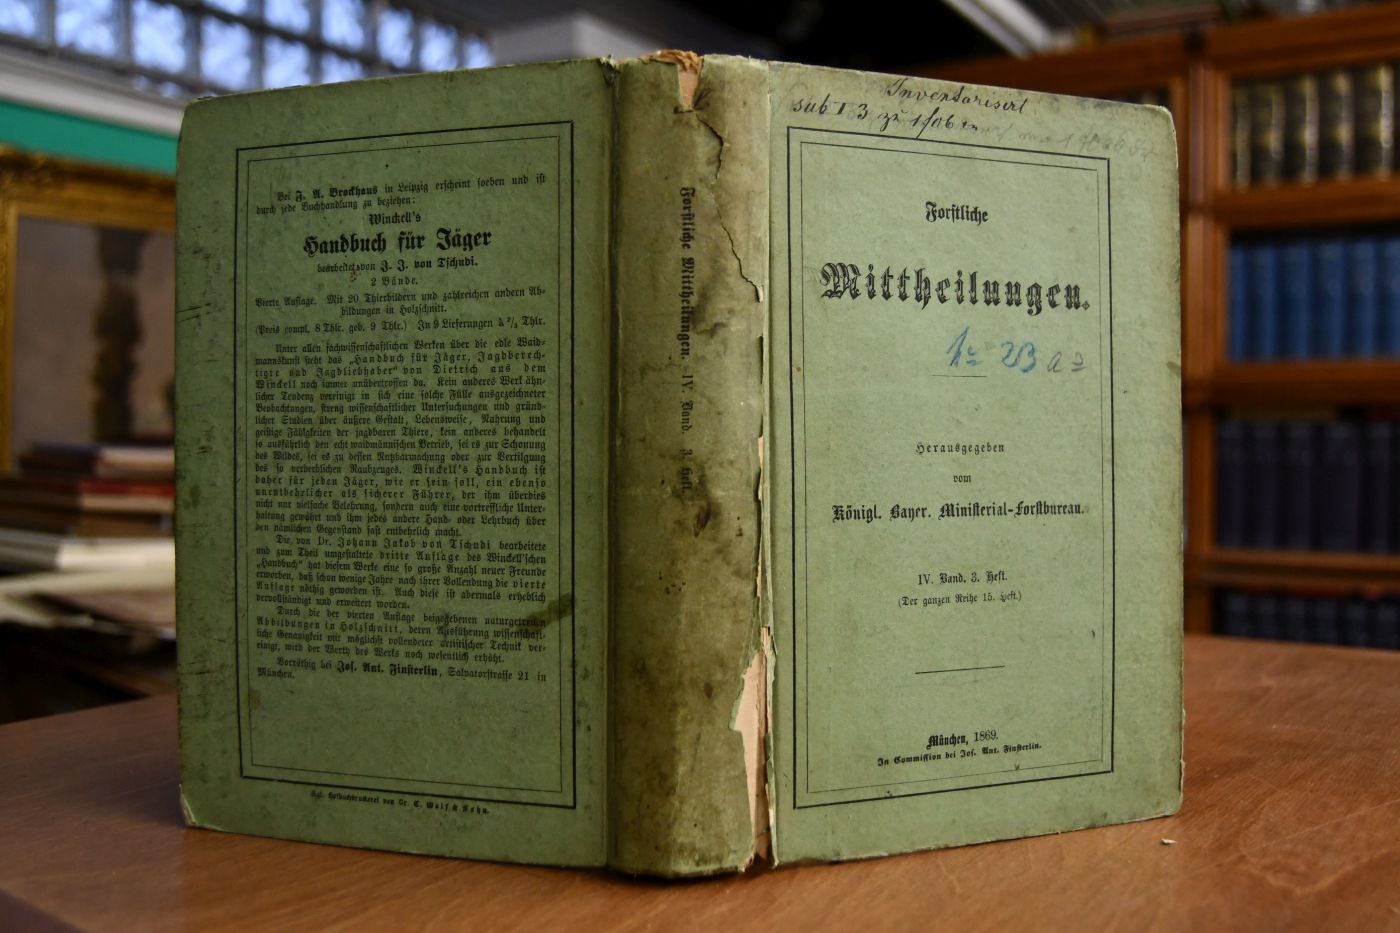 Bei F. A. Brockhaus in Leipzig erscheint soeben und ist
durch jede Buchhandlung zu beziehen:
Winckell's
Handbuch für Jäger
bearbeitet von J. J. von Tschudi.
2 Bände.
Vierte Auflage. Mit 20 Thierbildern und zahlreichen andern Ab-
bildungen in Holzschnitt.
(Preis compl. 8 Thlr. geb. 9 Thlr.) In 9 Lieferungen à 2/3 Thlr.
Unter allen fachwissenschaftlichen Werken über die edle Waid-
mannskunst steht das „Handbuch für Jäger, Jagdberech-
tigte und Jagdliebhaber" von Dietrich aus dem
Winckell noch immer unübertroffen da. Kein anderes Werk ähn-
licher Tendenz vereinigt in sich eine solche Fülle ausgezeichneter
Beobachtungen, streng wissenschaftlicher Untersuchungen und gründ-
licher Studien über äußere Gestalt, Lebensweise, Nahrung und
geistige Fähigkeiten der jagdbaren Thiere, kein anderes behandelt
so ausführlich den echt waidmännischen Betrieb, sei es zur Schonung
des Wildes, sei es zu dessen Nutzbarmachung oder zur Vertilgung
des so verderblichen Raubzeuges. Winckell's Handbuch ist
daher für jeden Jäger, wie er sein soll, ein ebenso
unentbehrlicher als sicherer Führer, der ihm überdies
nicht nur vielfache Belehrung, sondern auch eine vortreffliche Unter-
haltung gewährt und ihm jedes andere Hand- oder Lehrbuch über
den nämlichen Gegenstand fast entbehrlich macht.
Die von Dr. Johann Jakob von Tschudi bearbeitete
und zum Theil umgestaltete dritte Auflage des Winckell'schen
„Handbuch" hat diesem Werke eine so große Anzahl neuer Freunde
erworben, daß schon wenige Jahre nach ihrer Vollendung die vierte
Auflage nöthig geworden ist. Auch diese ist abermals erheblich
vervollständigt und erweitert worden.
Durch die der vierten Auflage beigegebenen naturgetreuen
Abbildungen in Holzschnitt, deren Ausführung wissenschaft-
liche Genauigkeit mit möglichst vollendeter artistischer Technik ver-
einigt, wird der Werth des Werks noch wesentlich erhöht.
Vorräthig bei Jos. Ant. Finsterlin, Salvatorstrasse 21 in
München.
Kgl. Hofbuchdruckerei von Dr. C. Wolf & Sohn.
Forstliche Mittheilungen. IV. Band. 3. Heft.
Inventarisirt
sub I 3 zu 1/06
Forstliche
Mittheilungen.
Herausgegeben
vom
Königl. Bayer. Ministerial-Forstbureau.
IV. Band. 3. Heft.
(Der ganzen Reihe 15. Heft.)
München, 1869.
In Commission bei Jos. Ant. Finsterlin.